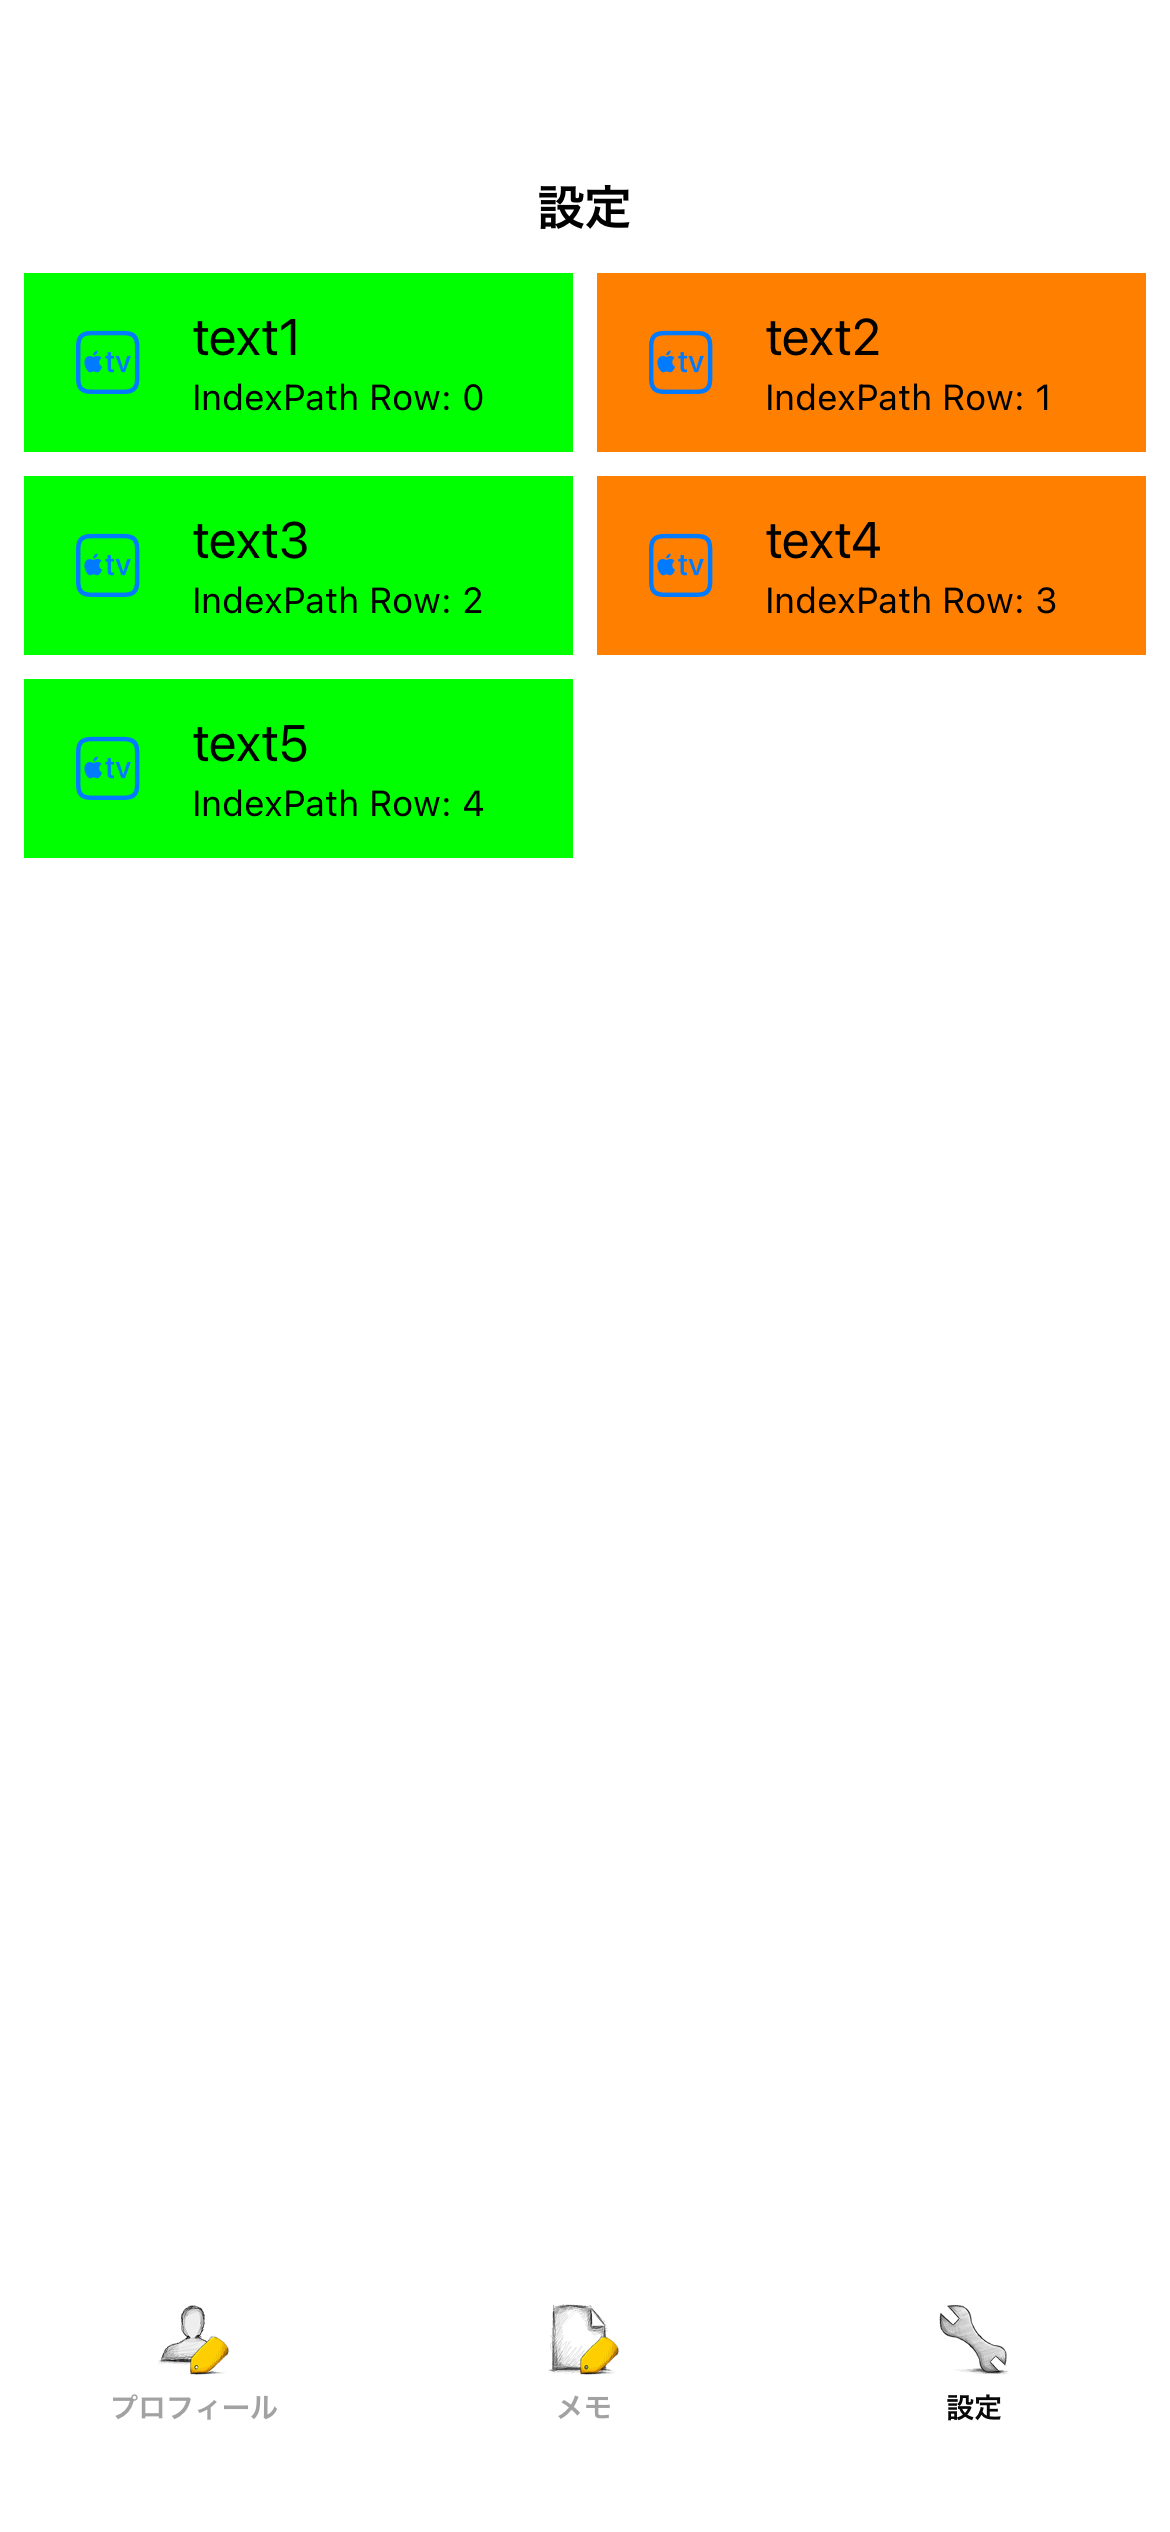 設定
tv
text1
IndexPath Row: 0
tv
text2
IndexPath Row: 1
tv
text3
IndexPath Row: 2
tv
text4
IndexPath Row: 3
tv
text5
IndexPath Row: 4
プロフィール
メモ
設定